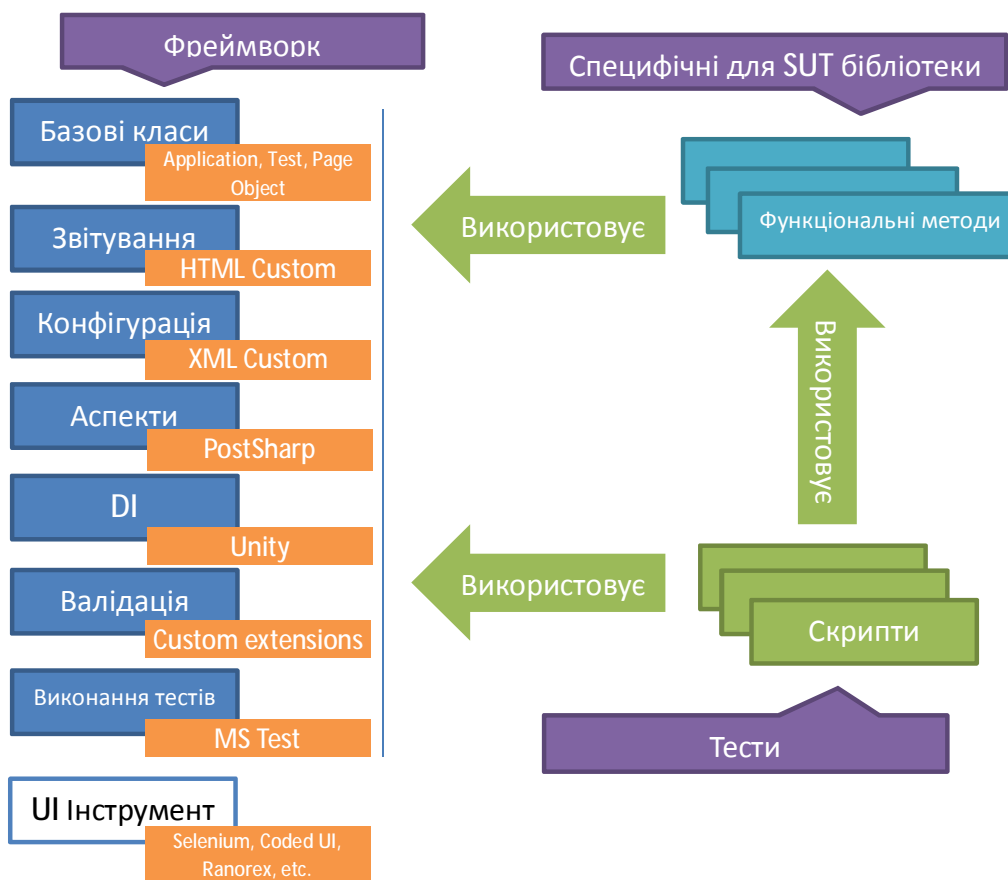 Фреймворк
Базові класи
Application, Test, Page
Object
Звітування
HTML Custom
Конфігурація
XML Custom
Аспекти
PostSharp
DI
Unity
Валідація
Custom extensions
Виконання тестів
MS Test
UI Інструмент
Selenium, Coded UI,
Ranorex, etc.
Специфічні для SUT бібліотеки
Використовує
Функціональні методи
Використовує
Використовує
Скрипти
Тести